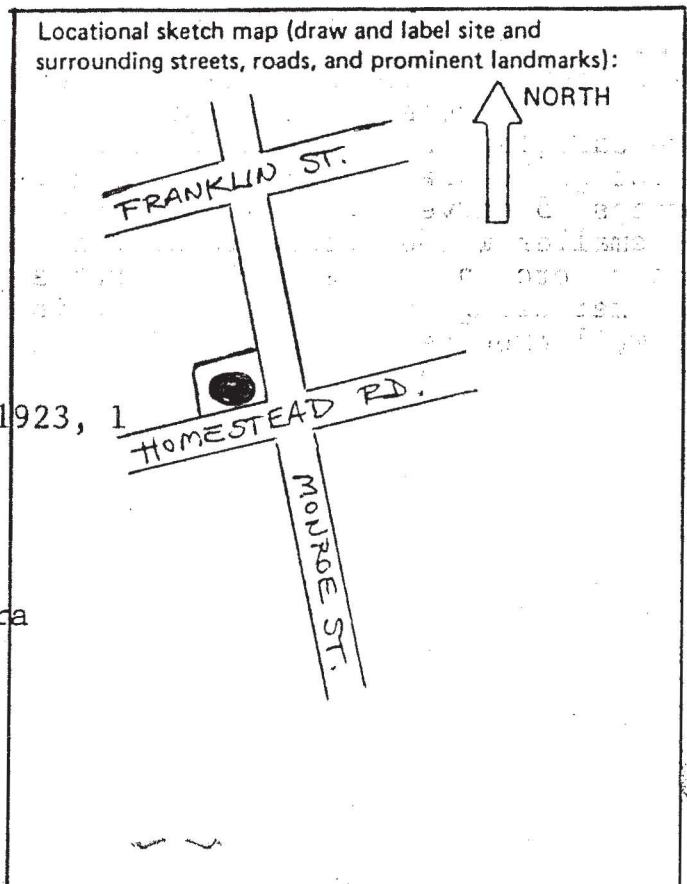 Locational sketch map (draw and label site and
surrounding streets, roads, and prominent landmarks):
NORTH
FRANKLIN ST.
1923, 1
HOMESTEAD RD.
MONROE ST.
ca